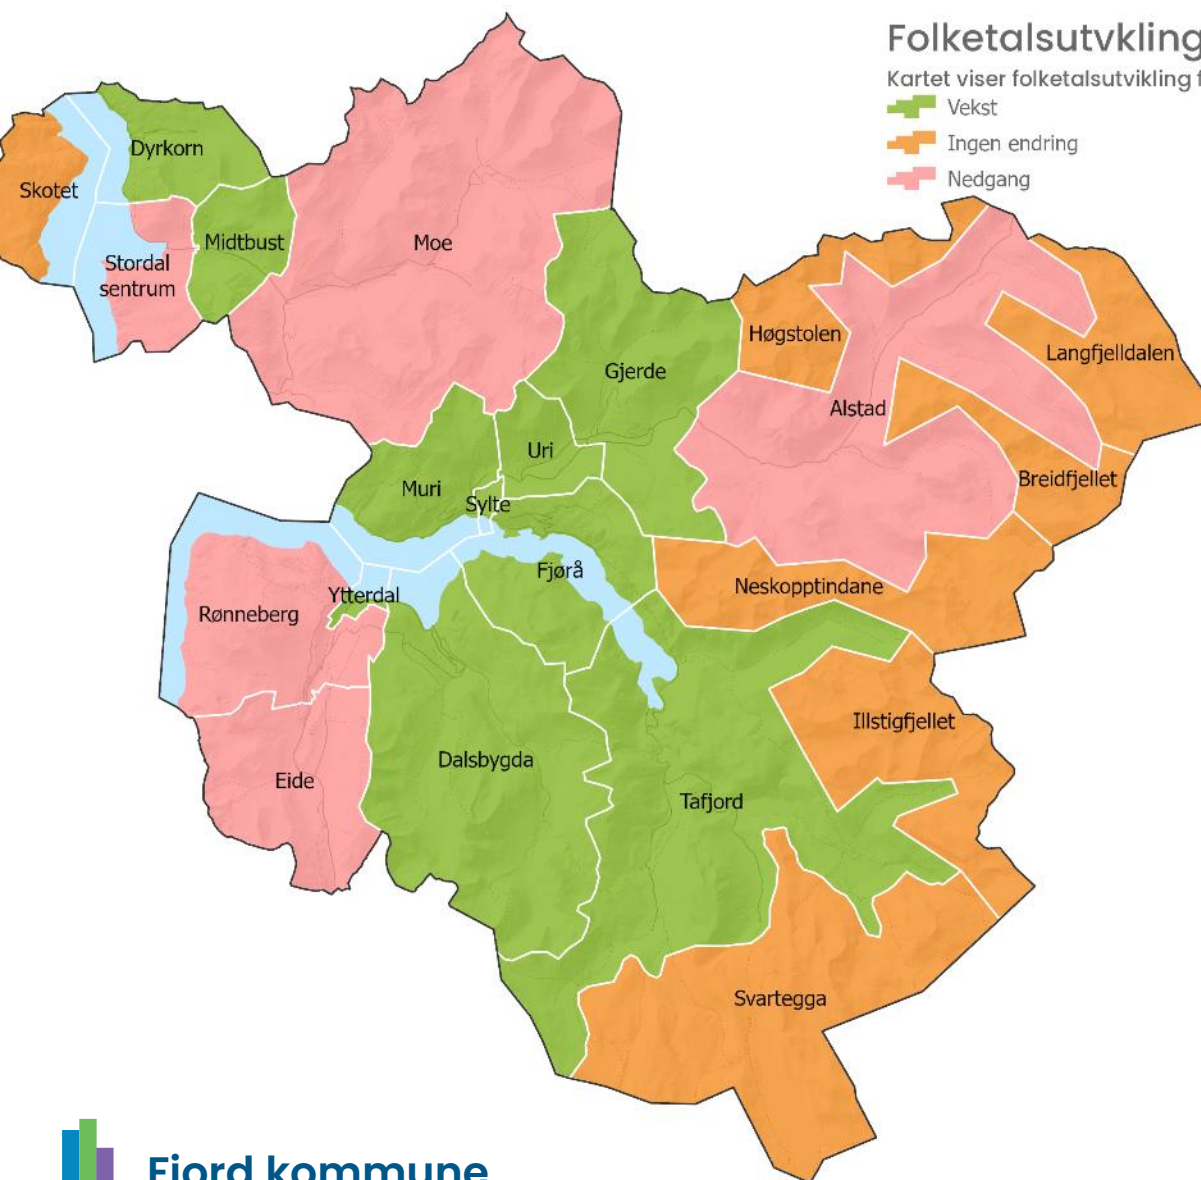 Folketalsutvkling
Kartet viser folketalsutvikling f
Vekst
Ingen endring
Nedgang
Dyrkorn
Skotet
Midtbust
Moe
Stordal
sentrum
Høgstolen
Langfjelldalen
Gjerde
Alstad
Uri
Breidfjellet
Muri
Sylte
Fjørå
Neskopptindane
Ytterdal
Rønneberg
Illstigfjellet
Dalsbygda
Eide
Tafjord
Svartegga
Fjord kommune